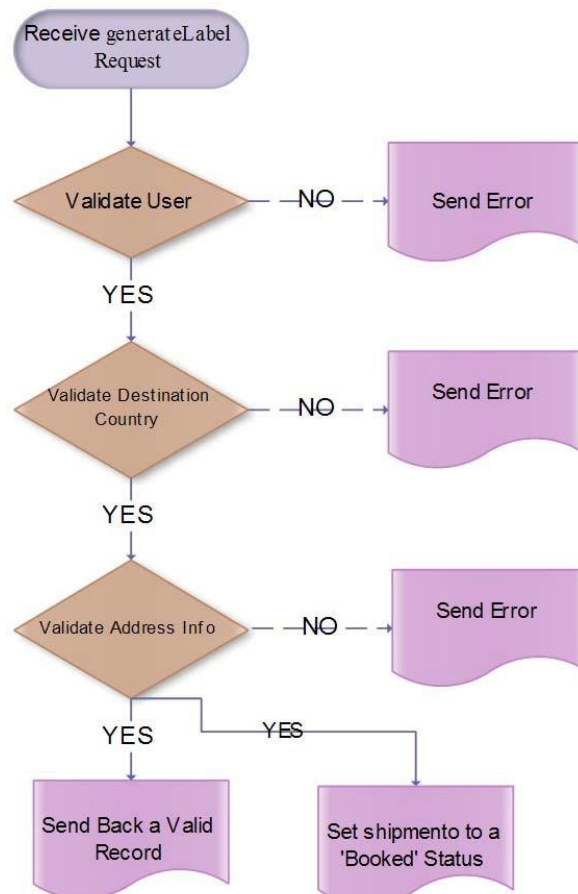 Receive generateLabel
Request
Validate User
NO
Send Error
YES
Validate Destination
Country
NO
Send Error
YES
Validate Address Info
NO
Send Error
YES
YES
Send Back a Valid
Record
Set shipmento to a
'Booked' Status